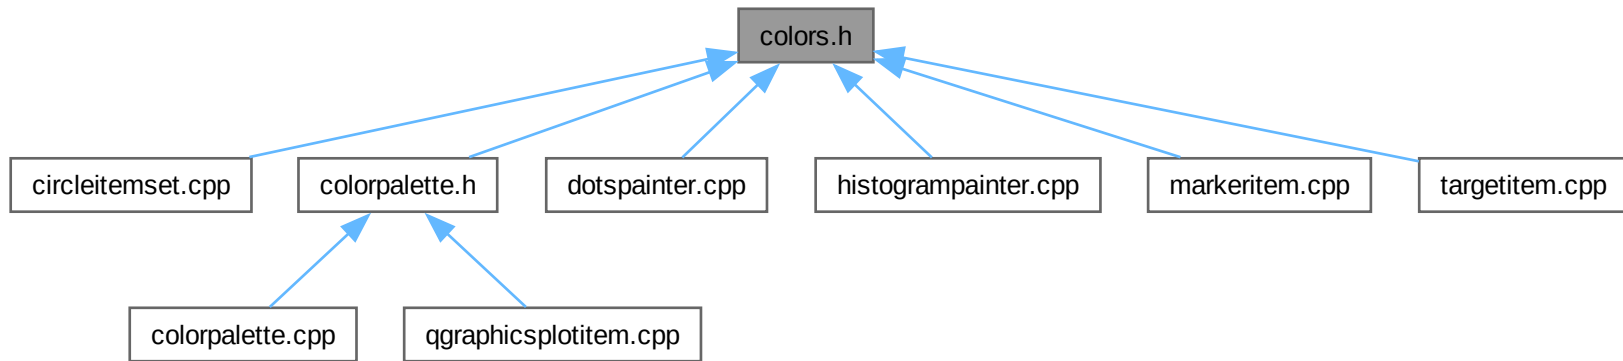 colors.h
circleitemset.cpp
colorpalette.h
dotspainter.cpp
histogrampainter.cpp
markeritem.cpp
targetitem.cpp
colorpalette.cpp
qgraphicsplotitem.cpp